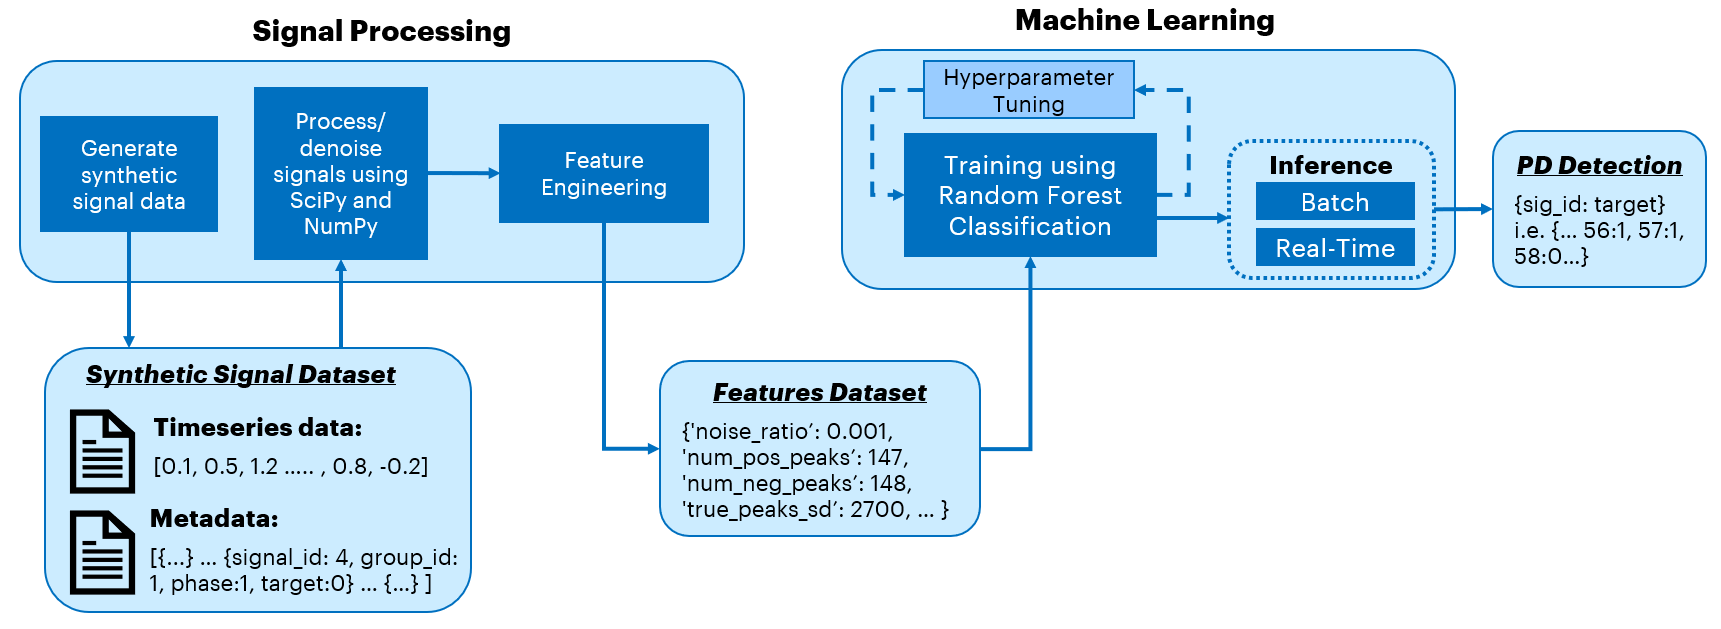 Signal Processing
Generate
synthetic
signal data
Process/
denoise
signals using
SciPy and
NumPy
Feature
Engineering
Synthetic Signal Dataset
Timeseries data:
[0.1, 0.5, 1.2 ..... , 0.8, -0.2]
Metadata:
[{...} ... {signal_id: 4, group_id:
1, phase:1, target:0} ... {...} ]
Features Dataset
{'noise_ratio’: 0.001,
'num_pos_peaks’: 147,
'num_neg_peaks’: 148,
'true_peaks_sd’: 2700, ... }
Machine Learning
Hyperparameter
Tuning
Training using
Random Forest
Classification
Inference
Batch
Real-Time
PD Detection
{sig_id: target}
i.e. {... 56:1, 57:1,
58:0...}